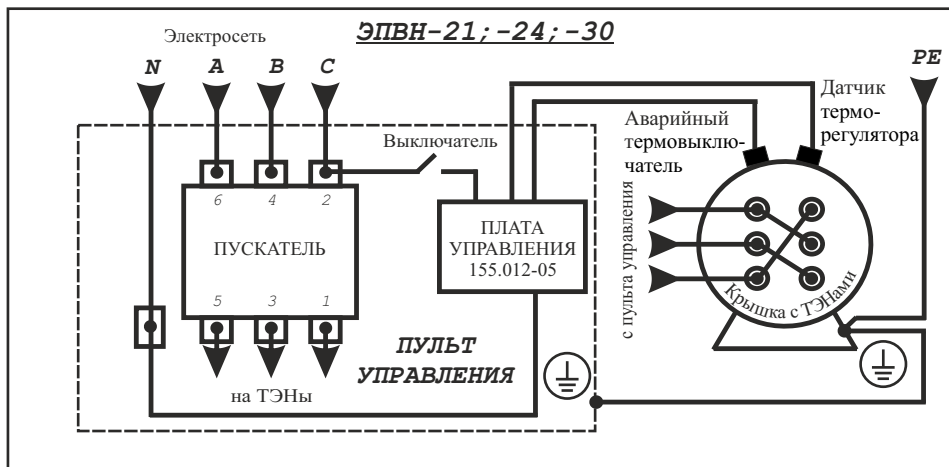 ЭПВН-21;-24;-30
Электросеть
N
A
B
C
PE
Выключатель
Аварийный
термовыклю-
чатель
Датчик
термо-
регулятора
6
4
2
ПУСКАТЕЛЬ
5
3
1
ПЛАТА
УПРАВЛЕНИЯ
155.012-05
с пульта управления
Крышка с ТЭНами
ПУЛЬТ
УПРАВЛЕНИЯ
на ТЭНы